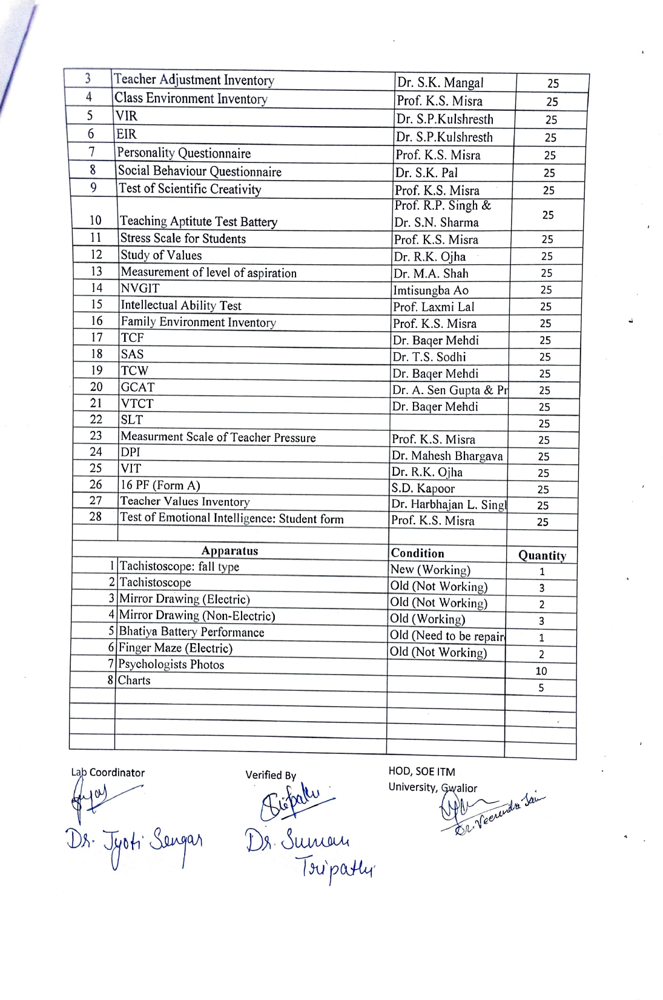 3 Teacher Adjustment Inventory Dr. S.K. Mangal 25
4 Class Environment Inventory Prof. K.S. Misra 25
5 VIR Dr. S.P.Kulshresth 25
6 EIR Dr. S.P.Kulshresth 25
7 Personality Questionnaire Prof. K.S. Misra 25
8 Social Behaviour Questionnaire Dr. S.K. Pal 25
9 Test of Scientific Creativity Prof. K.S. Misra 25
Prof. R.P. Singh &
10 Teaching Aptitute Test Battery Dr. S.N. Sharma 25
11 Stress Scale for Students Prof. K.S. Misra 25
12 Study of Values Dr. R.K. Ojha 25
13 Measurement of level of aspiration Dr. M.A. Shah 25
14 NVGIT Imtisungba Ao 25
15 Intellectual Ability Test Prof. Laxmi Lal 25
16 Family Environment Inventory Prof. K.S. Misra 25
17 TCF Dr. Baqer Mehdi 25
18 SAS Dr. T.S. Sodhi 25
19 TCW Dr. Baqer Mehdi 25
20 GCAT Dr. A. Sen Gupta & Pr 25
21 VTCT Dr. Baqer Mehdi 25
22 SLT 25
23 Measurment Scale of Teacher Pressure Prof. K.S. Misra 25
24 DPI Dr. Mahesh Bhargava 25
25 VIT Dr. R.K. Ojha 25
26 16 PF (Form A) S.D. Kapoor 25
27 Teacher Values Inventory Dr. Harbhajan L. Singl 25
28 Test of Emotional Intelligence: Student form Prof. K.S. Misra 25
Apparatus Condition Quantity
1 Tachistoscope: fall type New (Working) 1
2 Tachistoscope Old (Not Working) 3
3 Mirror Drawing (Electric) Old (Not Working) 2
4 Mirror Drawing (Non-Electric) Old (Working) 3
5 Bhatiya Battery Performance Old (Need to be repair 1
6 Finger Maze (Electric) Old (Not Working) 2
7 Psychologists Photos 10
8 Charts 5
Lab Coordinator Verified By HOD, SOE ITM
University, Gwalior
Dr. Veerendra Jain
Dr. Jyoti Sengar Dr. Suman
Tripathi